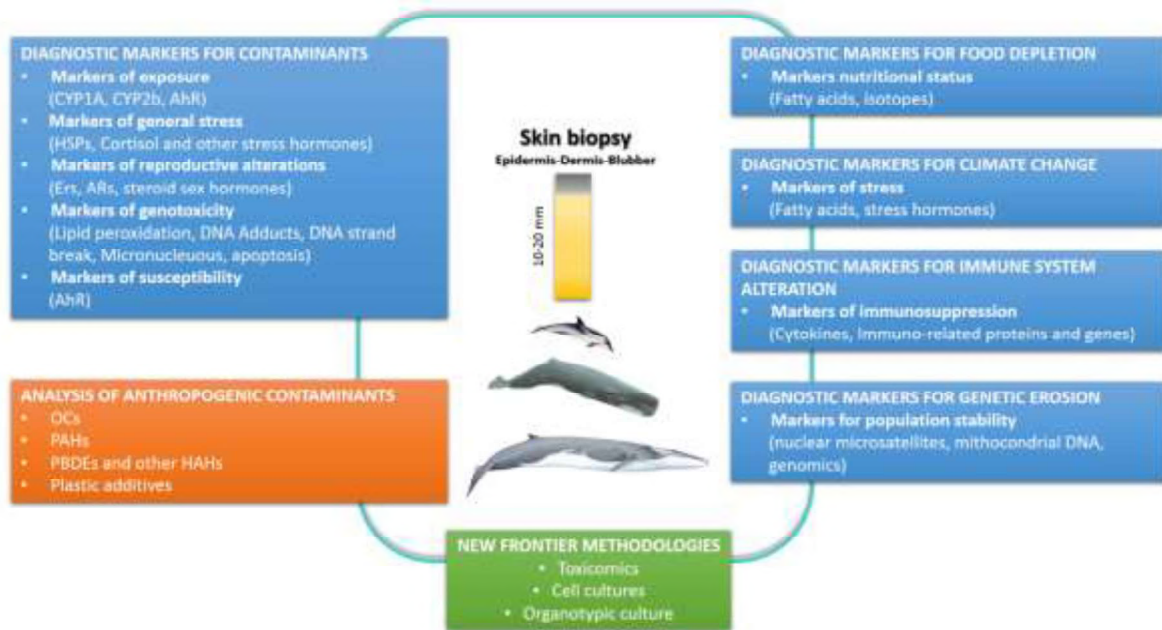 DIAGNOSTIC MARKERS FOR CONTAMINANTS
• Markers of exposure
(CYP1A, CYP2b, AhR)
• Markers of general stress
(HSPs, Cortisol and other stress hormones)
• Markers of reproductive alterations
(Ers, ARs, steroid sex hormones)
• Markers of genotoxicity
(Lipid peroxidation, DNA Adducts, DNA strand
break, Micronucleuous, apoptosis)
• Markers of susceptibility
(AhR)
ANALYSIS OF ANTHROPOGENIC CONTAMINANTS
• OCs
• PAHs
• PBDEs and other HAHs
• Plastic additives
Skin biopsy
Epidermis-Dermis-Blubber
10-20 mm
NEW FRONTIER METHODOLOGIES
• Toxicomics
• Cell cultures
• Organotypic culture
DIAGNOSTIC MARKERS FOR FOOD DEPLETION
• Markers nutritional status
(Fatty acids, isotopes)
DIAGNOSTIC MARKERS FOR CLIMATE CHANGE
• Markers of stress
(Fatty acids, stress hormones)
DIAGNOSTIC MARKERS FOR IMMUNE SYSTEM
ALTERATION
• Markers of immunosuppression
(Cytokines, Immuno-related proteins and genes)
DIAGNOSTIC MARKERS FOR GENETIC EROSION
• Markers for population stability
(nuclear microsatellites, mithocondrial DNA,
genomics)